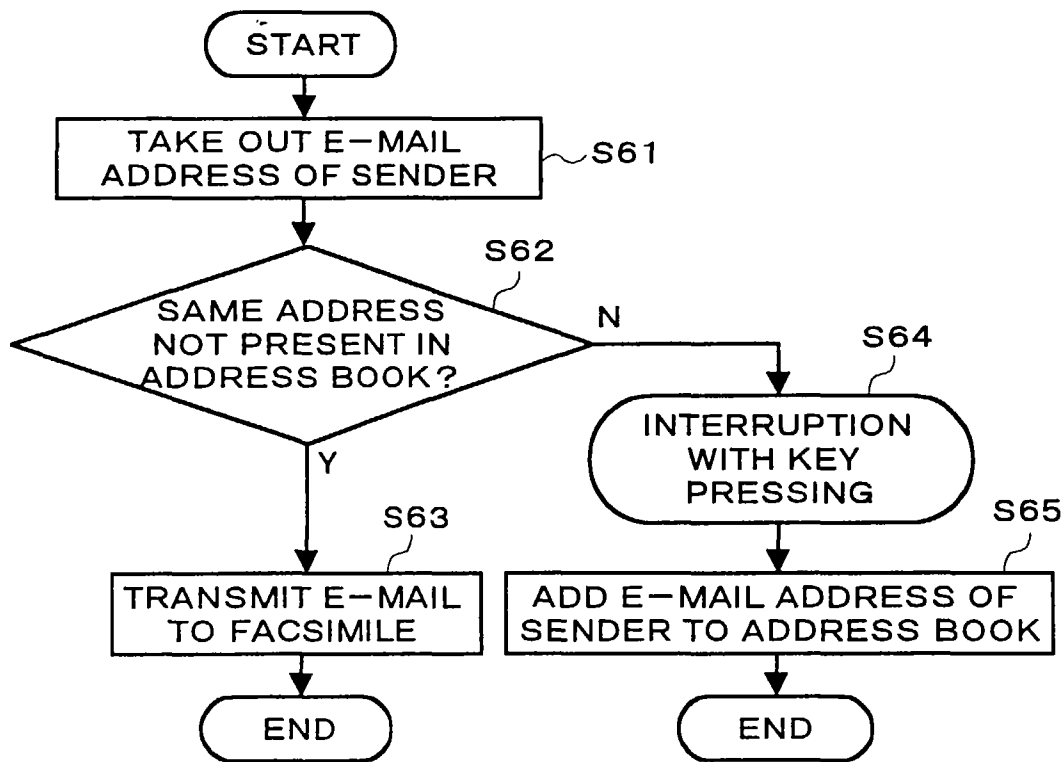 START
TAKE OUT E-MAIL
ADDRESS OF SENDER
S61
S62
SAME ADDRESS
NOT PRESENT IN
ADDRESS BOOK?
N
Y
S64
INTERRUPTION
WITH KEY
PRESSING
S63
TRANSMIT E-MAIL
TO FACSIMILE
S65
ADD E-MAIL ADDRESS OF
SENDER TO ADDRESS BOOK
END
END